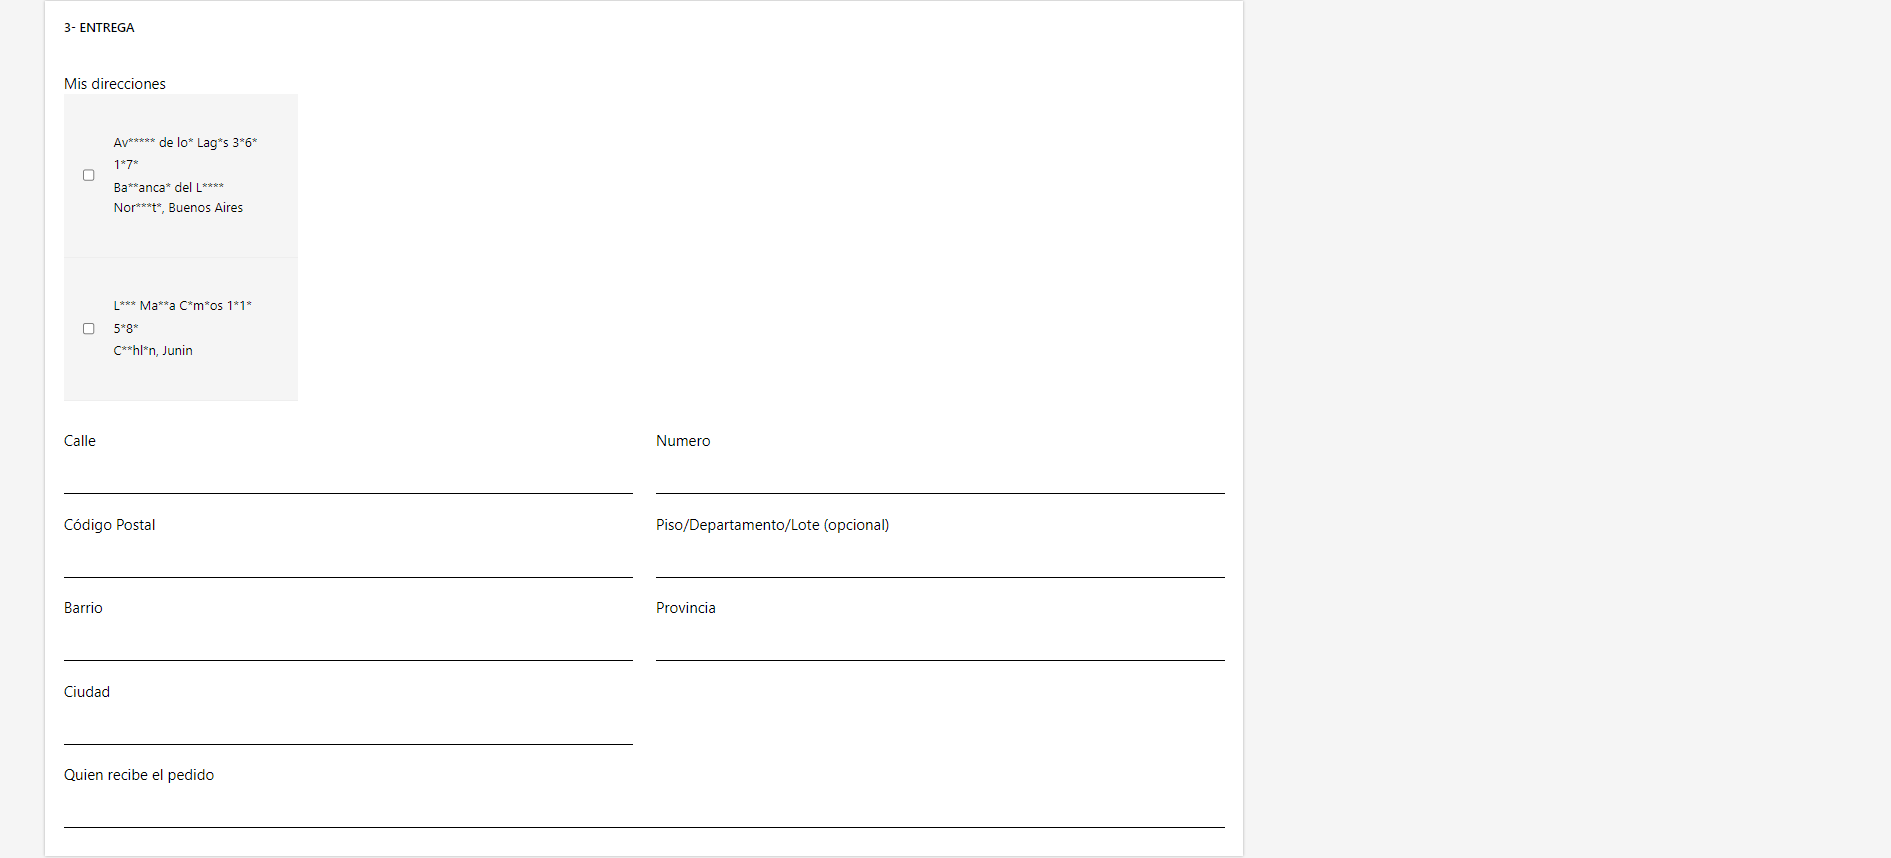 3- ENTREGA
Mis direcciones
Av***** de lo* Lag*s 3*6*
1*7*
Ba**anca* del L****
Nor***t*, Buenos Aires
L*** Ma**a C*m*os 1*1*
5*8*
C**hl*n, Junin
Calle
Numero
Código Postal
Piso/Departamento/Lote (opcional)
Barrio
Provincia
Ciudad
Quien recibe el pedido